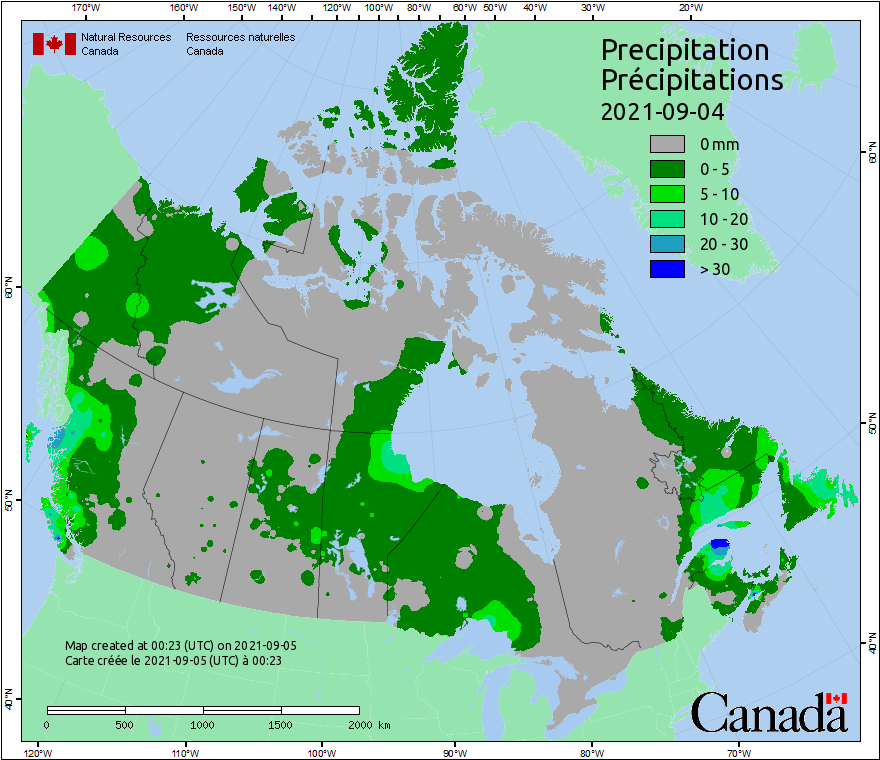 170°W 160°W 150°W 140°W 130°W 120°W 110°W 100°W 90°W 80°W 60°W 50°W 40°W 30°W 20°W
Natural Resources Ressources naturelles
Canada Canada
Precipitation
Précipitations
2021-09-04
0 mm
0 - 5
5 - 10
10 - 20
20 - 30
> 30
60°N
60°N
50°N
50°N
40°N
40°N
Map created at 00:23 (UTC) on 2021-09-05
Carte créée le 2021-09-05 (UTC) à 00:23
0 500 1000 1500 2000 km
Canada
120°W 110°W 100°W 90°W 80°W 70°W